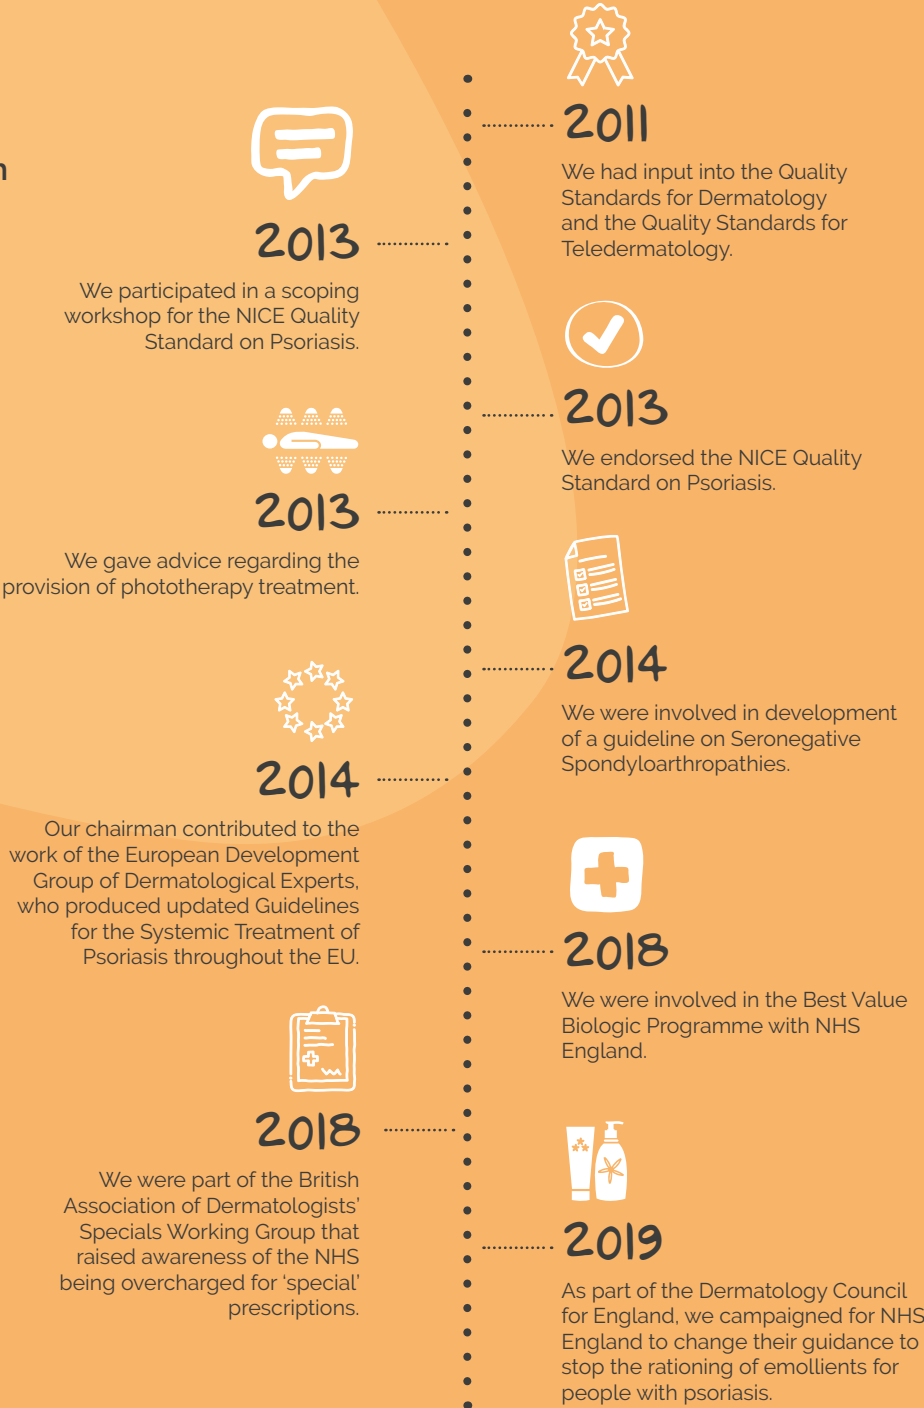 n
2011
We had input into the Quality
Standards for Dermatology
and the Quality Standards for
Teledermatology.
2013
We participated in a scoping
workshop for the NICE Quality
Standard on Psoriasis.
2013
We endorsed the NICE Quality
Standard on Psoriasis.
2013
We gave advice regarding the
provision of phototherapy treatment.
2014
We were involved in development
of a guideline on Seronegative
Spondyloarthropathies.
2014
Our chairman contributed to the
work of the European Development
Group of Dermatological Experts,
who produced updated Guidelines
for the Systemic Treatment of
Psoriasis throughout the EU.
2018
We were involved in the Best Value
Biologic Programme with NHS
England.
2018
We were part of the British
Association of Dermatologists’
Specials Working Group that
raised awareness of the NHS
being overcharged for ‘special’
prescriptions.
2019
As part of the Dermatology Council
for England, we campaigned for NHS
England to change their guidance to
stop the rationing of emollients for
people with psoriasis.